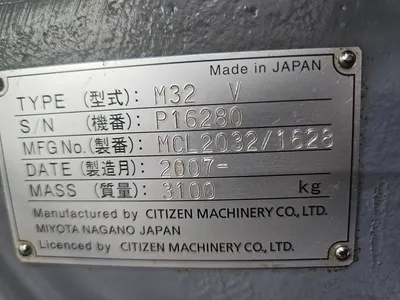 Made in JAPAN
TYPE (型式): M32 V
S/N (機番): P16280
MFG No. (製番): MCL2032/1628
DATE (製造月): 2007-
MASS (質量): 3100 kg
Manufactured by CITIZEN MACHINERY CO., LTD.
MIYOTA NAGANO JAPAN
Licenced by CITIZEN MACHINERY CO., LTD.